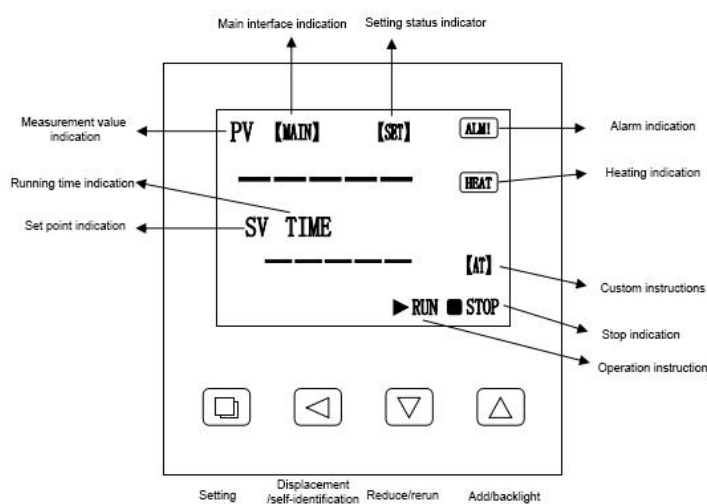 Main interface indication
Setting status indicator
Measurement value
indication
PV 【MAIN】 【SET】 ALM!
Alarm indication
Running time indication
HEAT
Heating indication
Set point indication
SV TIME
【AT】
Custom instructions
▶RUN ■STOP
Stop indication
Operation instruction
Setting
Displacement
/self-identification
Reduce/rerun
Add/backlight